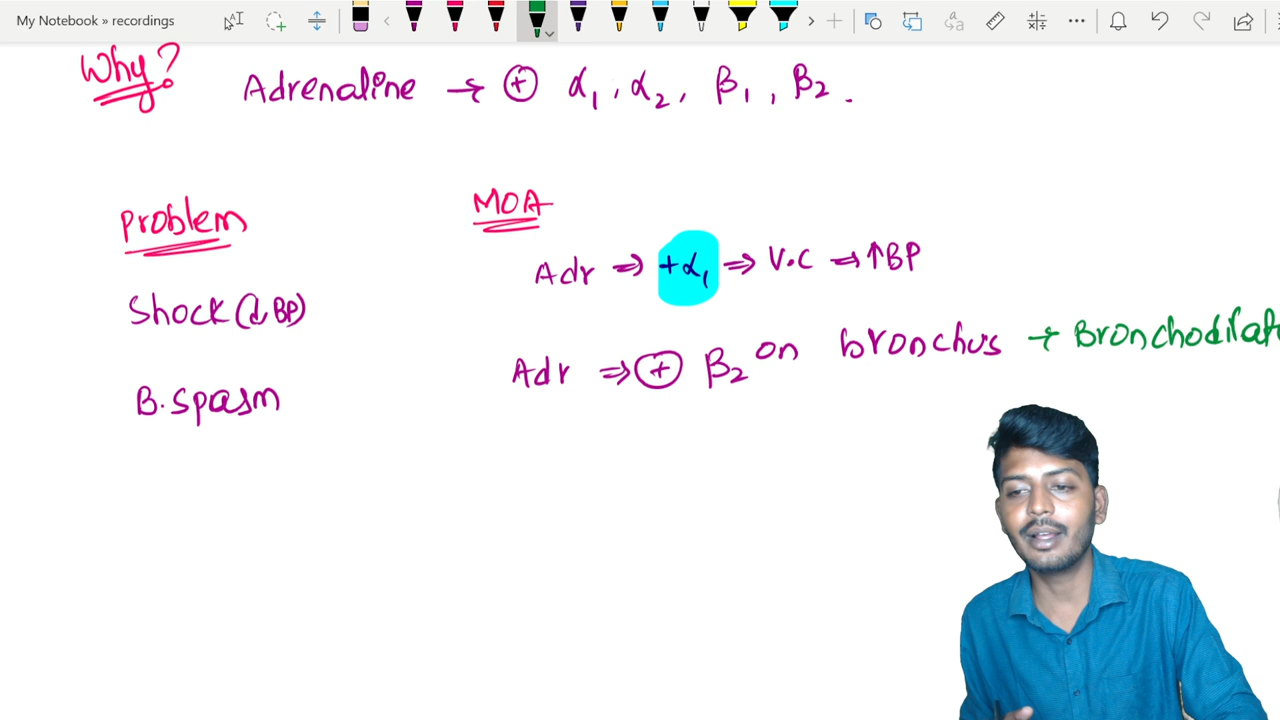 My Notebook » recordings
Why?
Adrenaline → ⊕ α₁, α₂, β₁, β₂.
Problem
MOA
Shock (↓ BP)
Adr ⇒ +α₁ ⇒ V.C ⇒ ↑BP
B. Spasm
Adr ⇒ ⊕ β₂ on bronchus → Bronchodilat